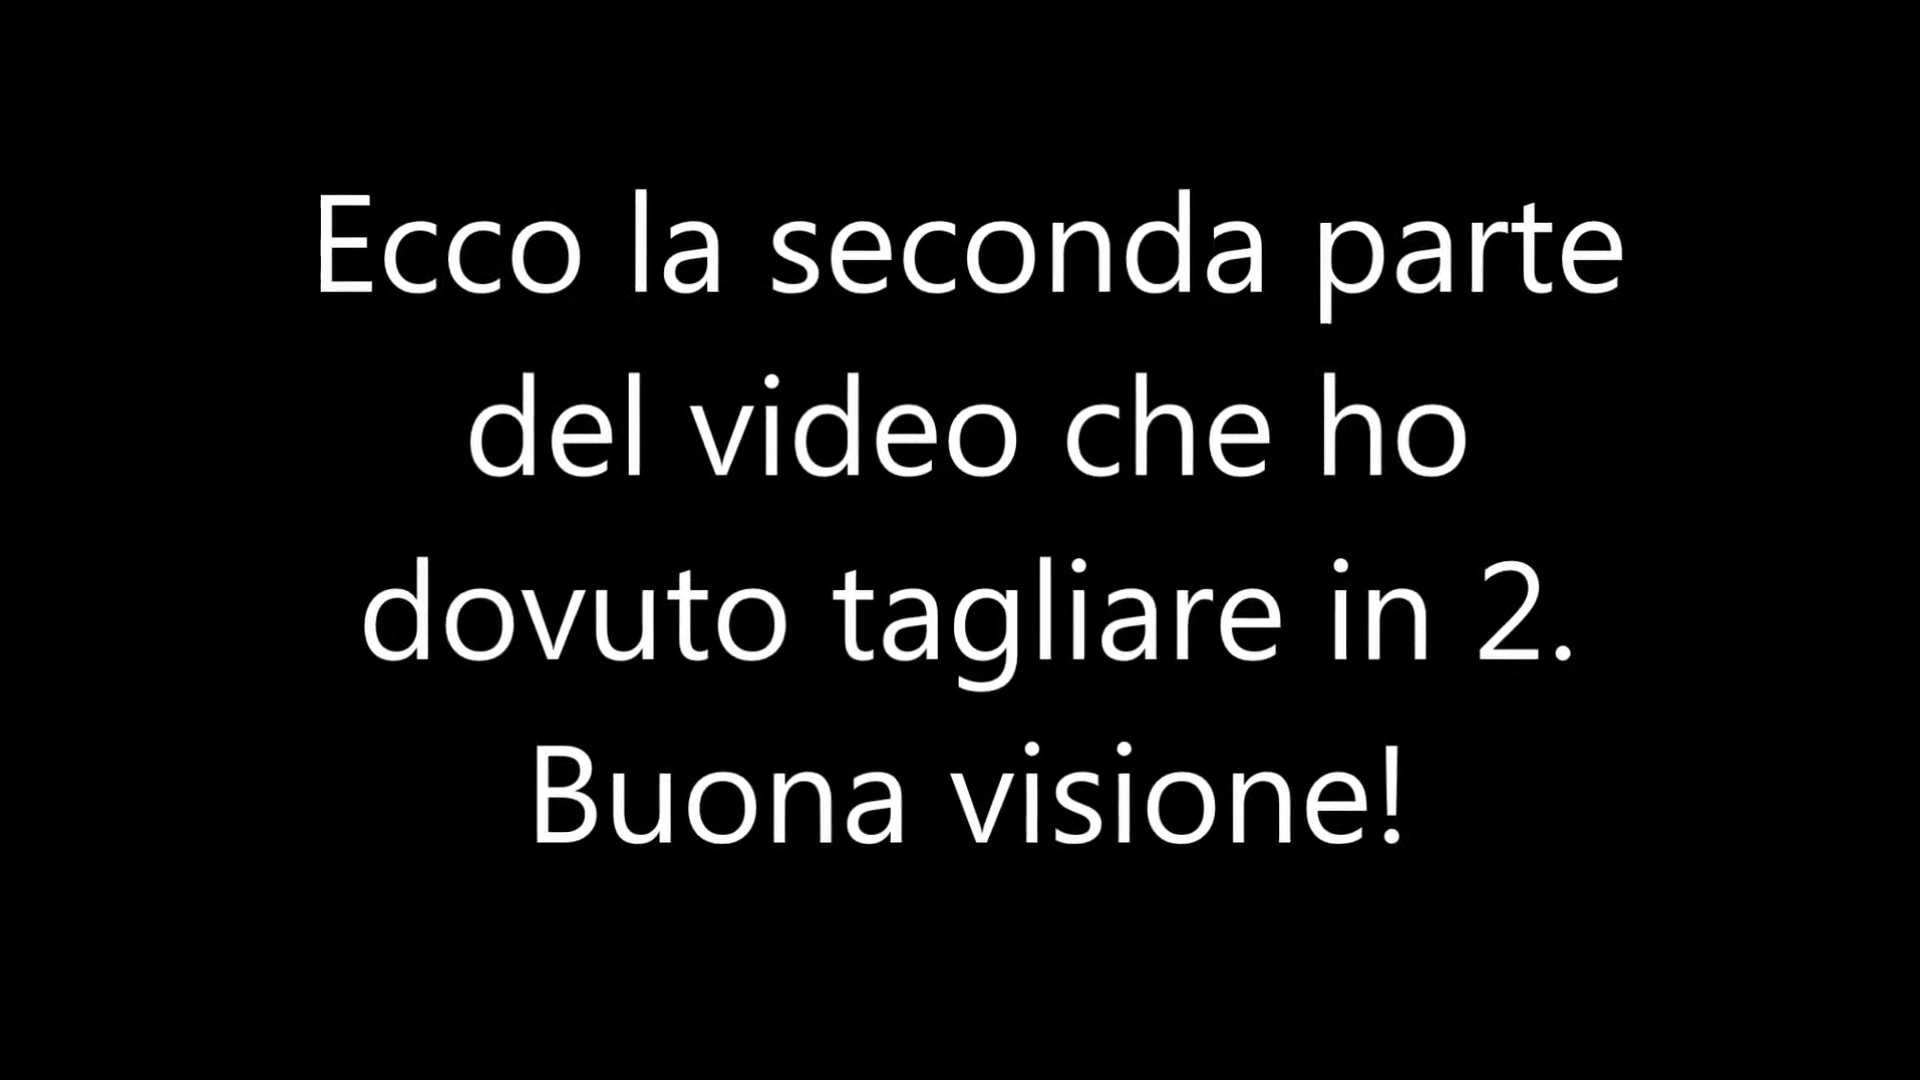 Ecco la seconda parte
del video che ho
dovuto tagliare in 2.
Buona visione!